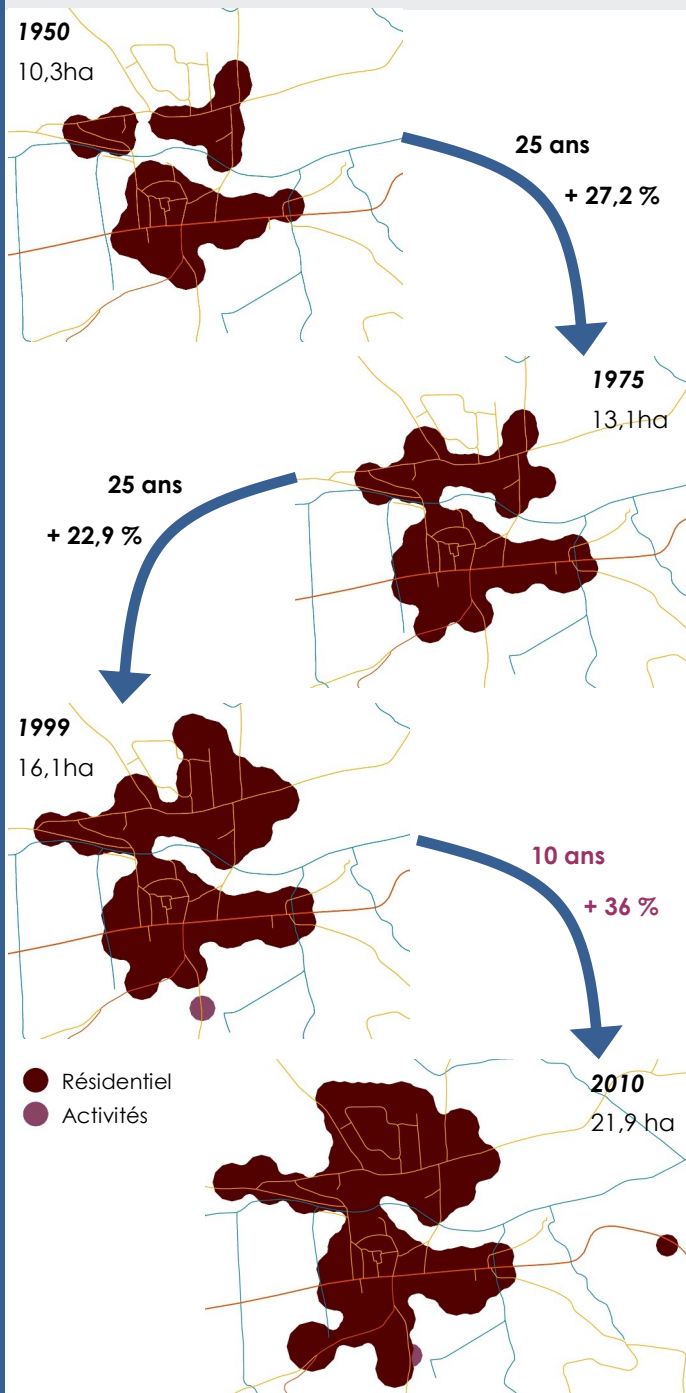 1950
10,3ha
25 ans
+ 27,2 %
1975
13,1ha
25 ans
+ 22,9 %
1999
16,1ha
10 ans
+ 36 %
Résidentiel
Activités
2010
21,9 ha